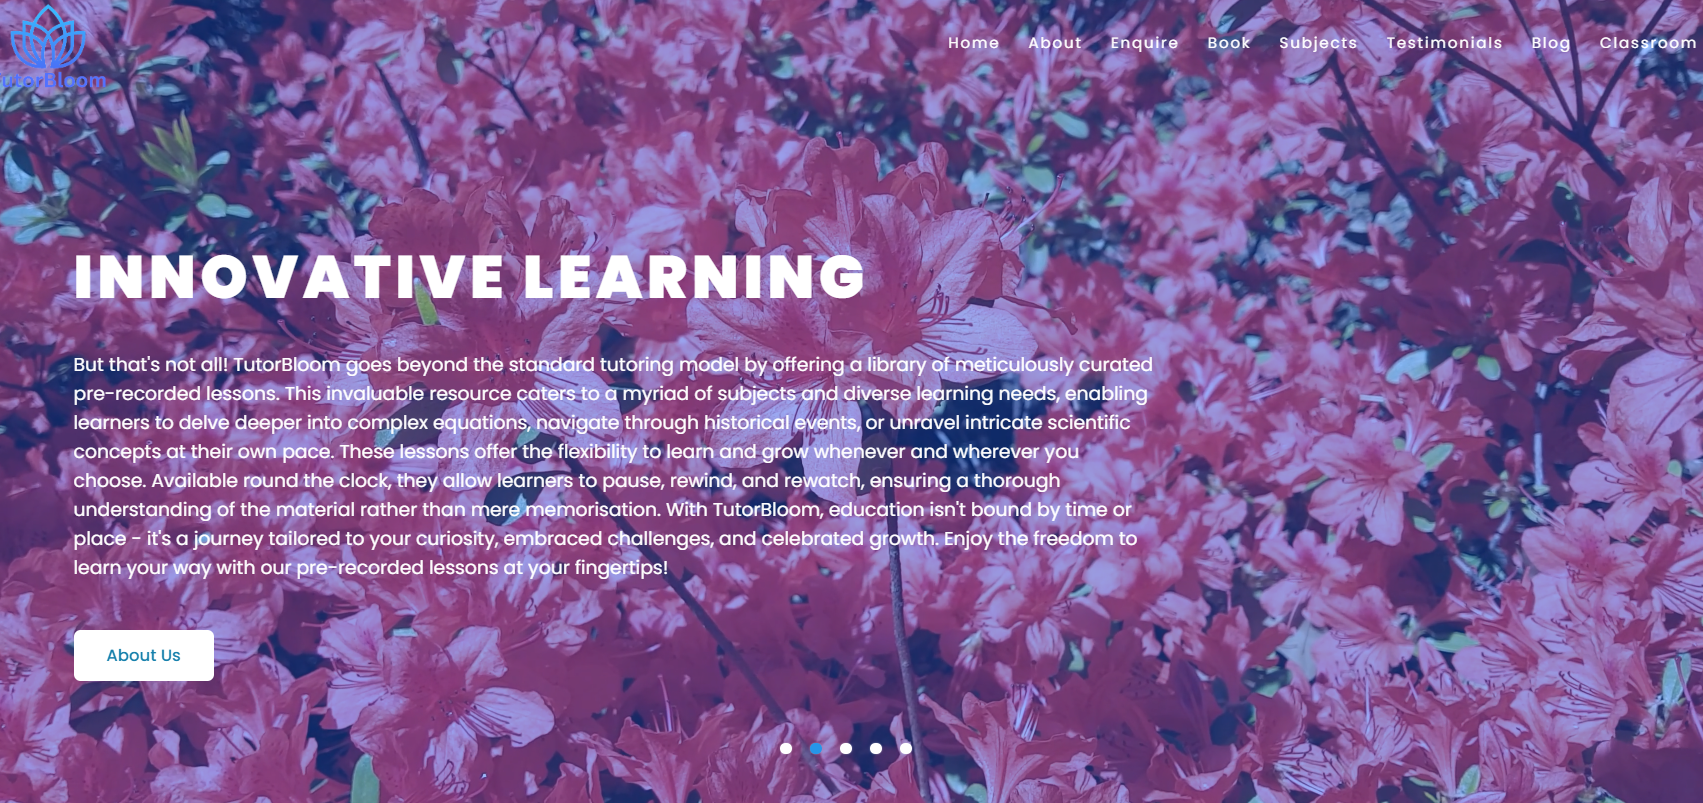 Home About Enquire Book Subjects Testimonials Blog Classroom
utorBloom
INNOVATIVE LEARNING
But that's not all! TutorBloom goes beyond the standard tutoring model by offering a library of meticulously curated
pre-recorded lessons. This invaluable resource caters to a myriad of subjects and diverse learning needs, enabling
learners to delve deeper into complex equations, navigate through historical events, or unravel intricate scientific
concepts at their own pace. These lessons offer the flexibility to learn and grow whenever and wherever you
choose. Available round the clock, they allow learners to pause, rewind, and rewatch, ensuring a thorough
understanding of the material rather than mere memorisation. With TutorBloom, education isn't bound by time or
place - it's a journey tailored to your curiosity, embraced challenges, and celebrated growth. Enjoy the freedom to
learn your way with our pre-recorded lessons at your fingertips!
About Us